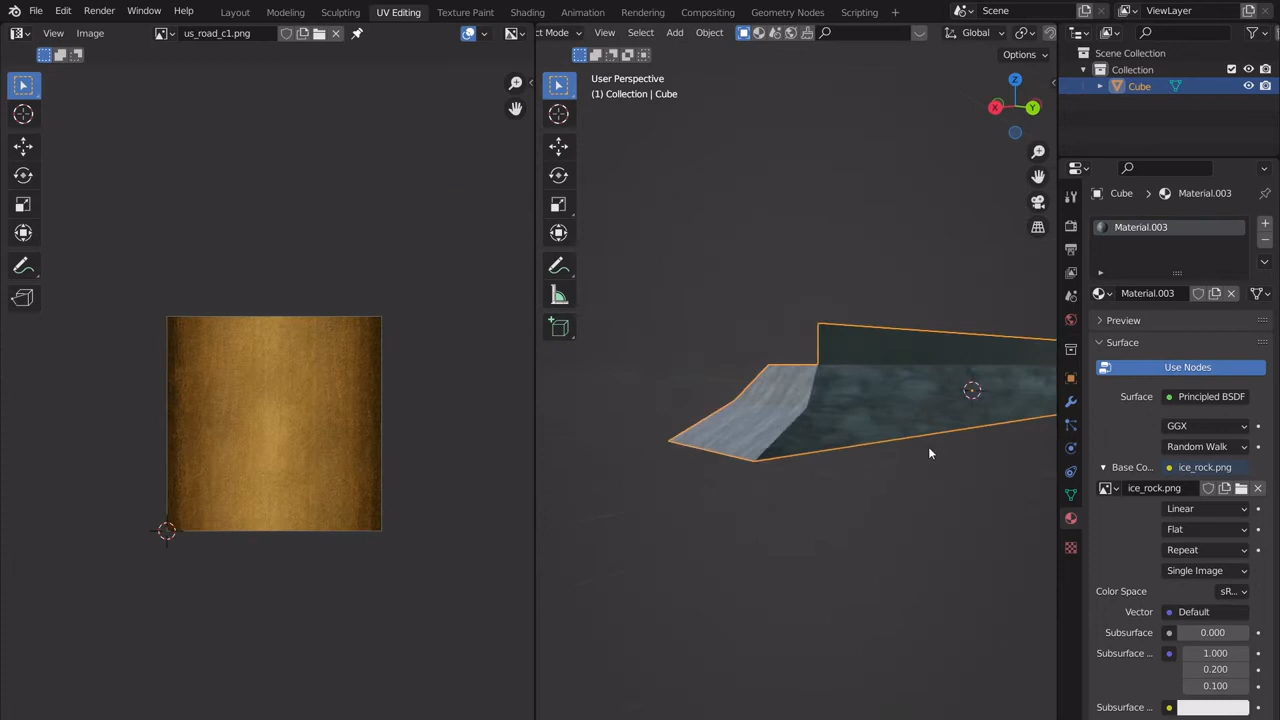 File Edit Render Window Help Layout Modeling Sculpting UV Editing Texture Paint Shading Animation Rendering Compositing Geometry Nodes Scripting + Scene ViewLayer
View Image us_road_c1.png ct Mode View Select Add Object Global
Options
Scene Collection
Collection
Cube
User Perspective
(1) Collection | Cube
X Y Z
Cube > Material.003
Material.003
Material.003
Preview
Surface
Use Nodes
Surface Principled BSDF
GGX
Random Walk
Base Co... ice_rock.png
ice_rock.png
Linear
Flat
Repeat
Single Image
Color Space sR...
Vector Default
Subsurface 0.000
Subsurface ... 1.000
0.200
0.100
Subsurface ...